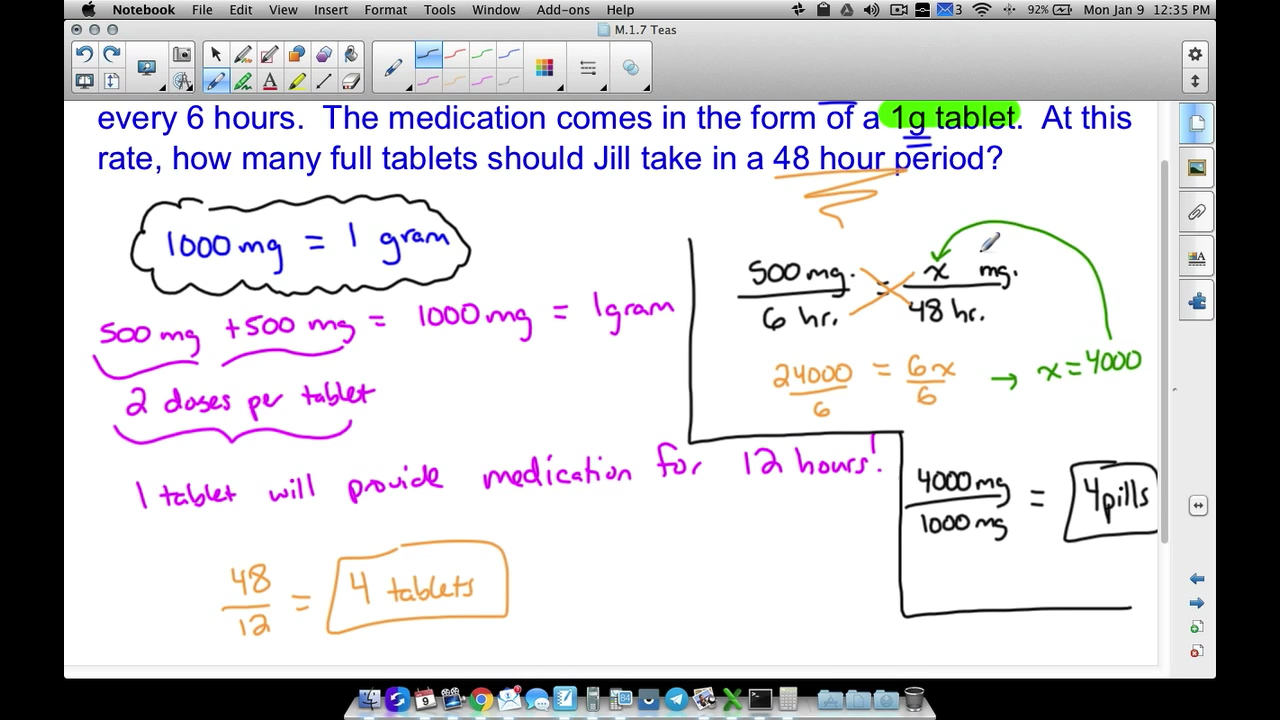 Notebook File Edit View Insert Format Tools Window Add-ons Help 3 92% Mon Jan 9 12:35 PM
M.1.7 Teas
every 6 hours. The medication comes in the form of a 1g tablet. At this
rate, how many full tablets should Jill take in a 48 hour period?
1000 mg = 1 gram
500 mg + 500 mg = 1000 mg = 1 gram
2 doses per tablet
1 tablet will provide medication for 12 hours!
48
12
= 4 tablets
500 mg. = x mg.
6 hr. 48 hr.
24000 = 6x → x = 4000
6 6
4000 mg = 4 pills
1000 mg